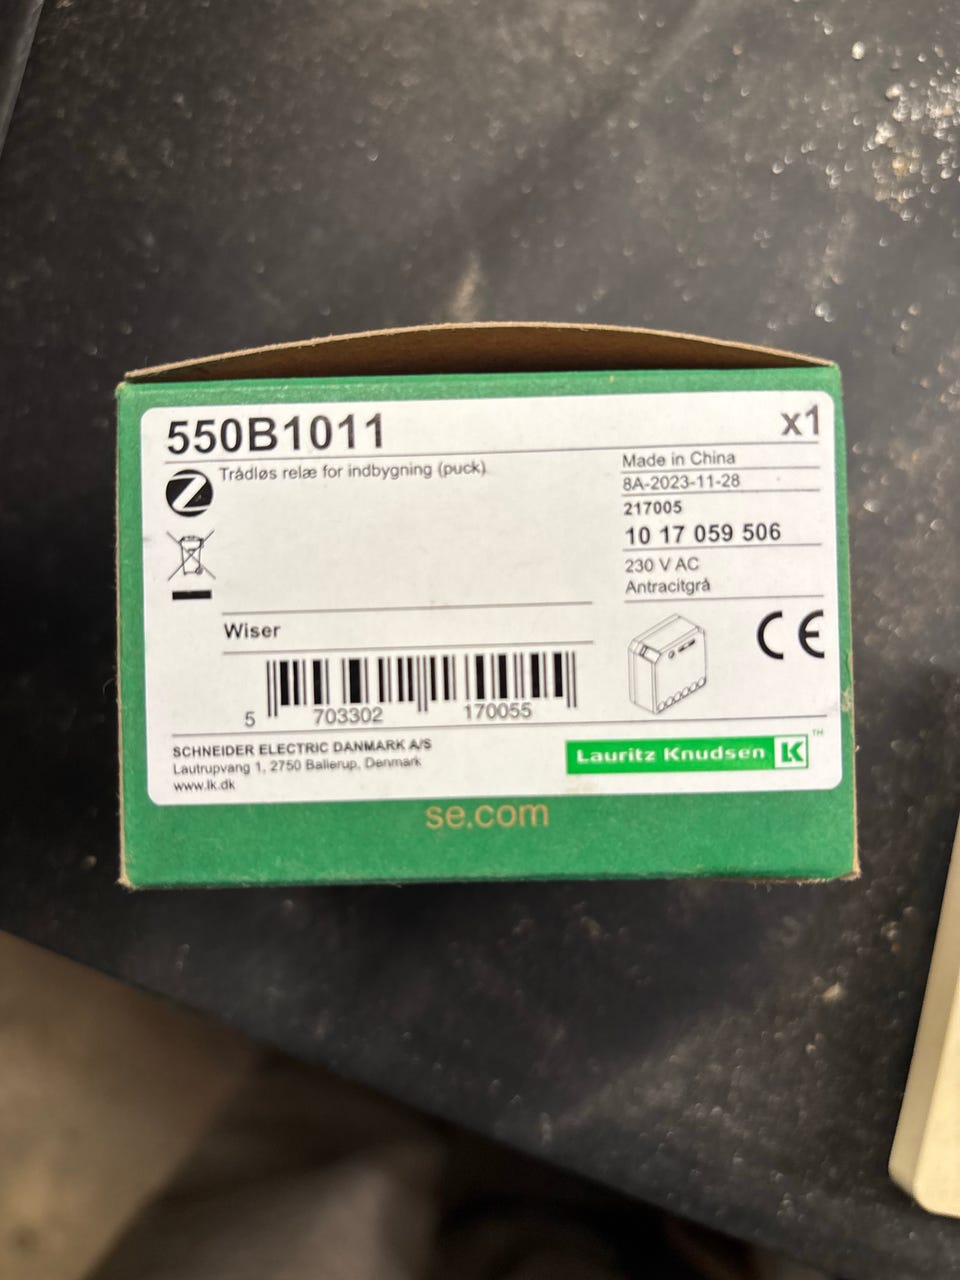 550B1011
x1
Trådløs relæ for indbygning (puck)
Made in China
8A-2023-11-28
217005
10 17 059 506
230 V AC
Antracitgrå
Wiser
CE
5 703302 170055
SCHNEIDER ELECTRIC DANMARK A/S
Lautrupvang 1, 2750 Ballerup, Denmark
www.lk.dk
Lauritz Knudsen LK™
se.com